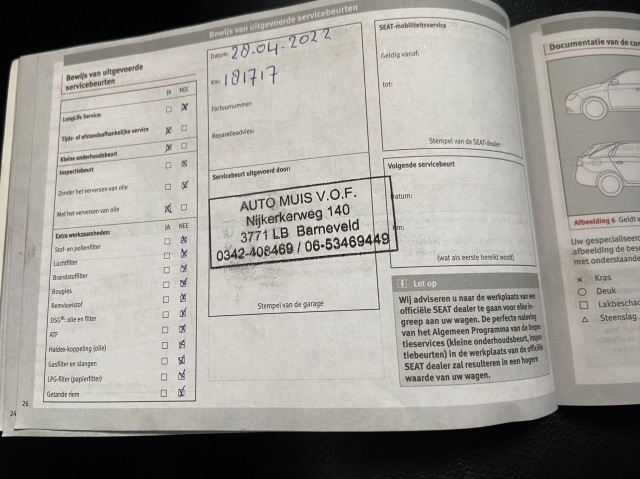 Bewijs van uitgevoerde servicebeurten
Bewijs van uitgevoerde
servicebeurten
JA NEE
LongLife Service:
Tijds- of afstandsafhankelijke service
Kleine onderhoudsbeurt
Inspectiebeurt
Zonder het verversen van olie
Met het verversen van olie
Extra werkzaamheden:
JA NEE
Stof- en pollenfilter
Luchtfilter
Brandstoffilter
Bougies
Remvloeistof
DSG®: olie en filter
ATF
Haldex-koppeling (olie)
Gasfilter en slangen
LPG-filter (papierfilter)
Getande riem
26
24
Datum: 28-04-2022
Km: 181717
Factuurnummer:
Reparatieadvies:
Servicebeurt uitgevoerd door:
AUTO MUIS V.O.F.
Nijkerkerweg 140
3771 LB Barneveld
0342-408469 / 06-53469449
Stempel van de garage
SEAT-mobiliteitsservice
Geldig vanaf:
tot:
Stempel van de SEAT-dealer
Volgende servicebeurt
Datum:
Km:
(wat als eerste bereikt wordt)
Let op
Wij adviseren u naar de werkplaats van een
officiële SEAT dealer te gaan voor elke in-
greep aan uw wagen. De perfecte naleving
van het Algemeen Programma van de Inspec-
tieservices (kleine onderhoudsbeurt, inspec-
tiebeurten) in de werkplaats van de officiële
SEAT dealer zal resulteren in een hogere
waarde van uw wagen.
Documentatie van de
Afbeelding 6 Geldt
Uw gespecialiseer
afbeelding de
met onderstaande
Kras
Deuk
Lakbescha
Steenslag